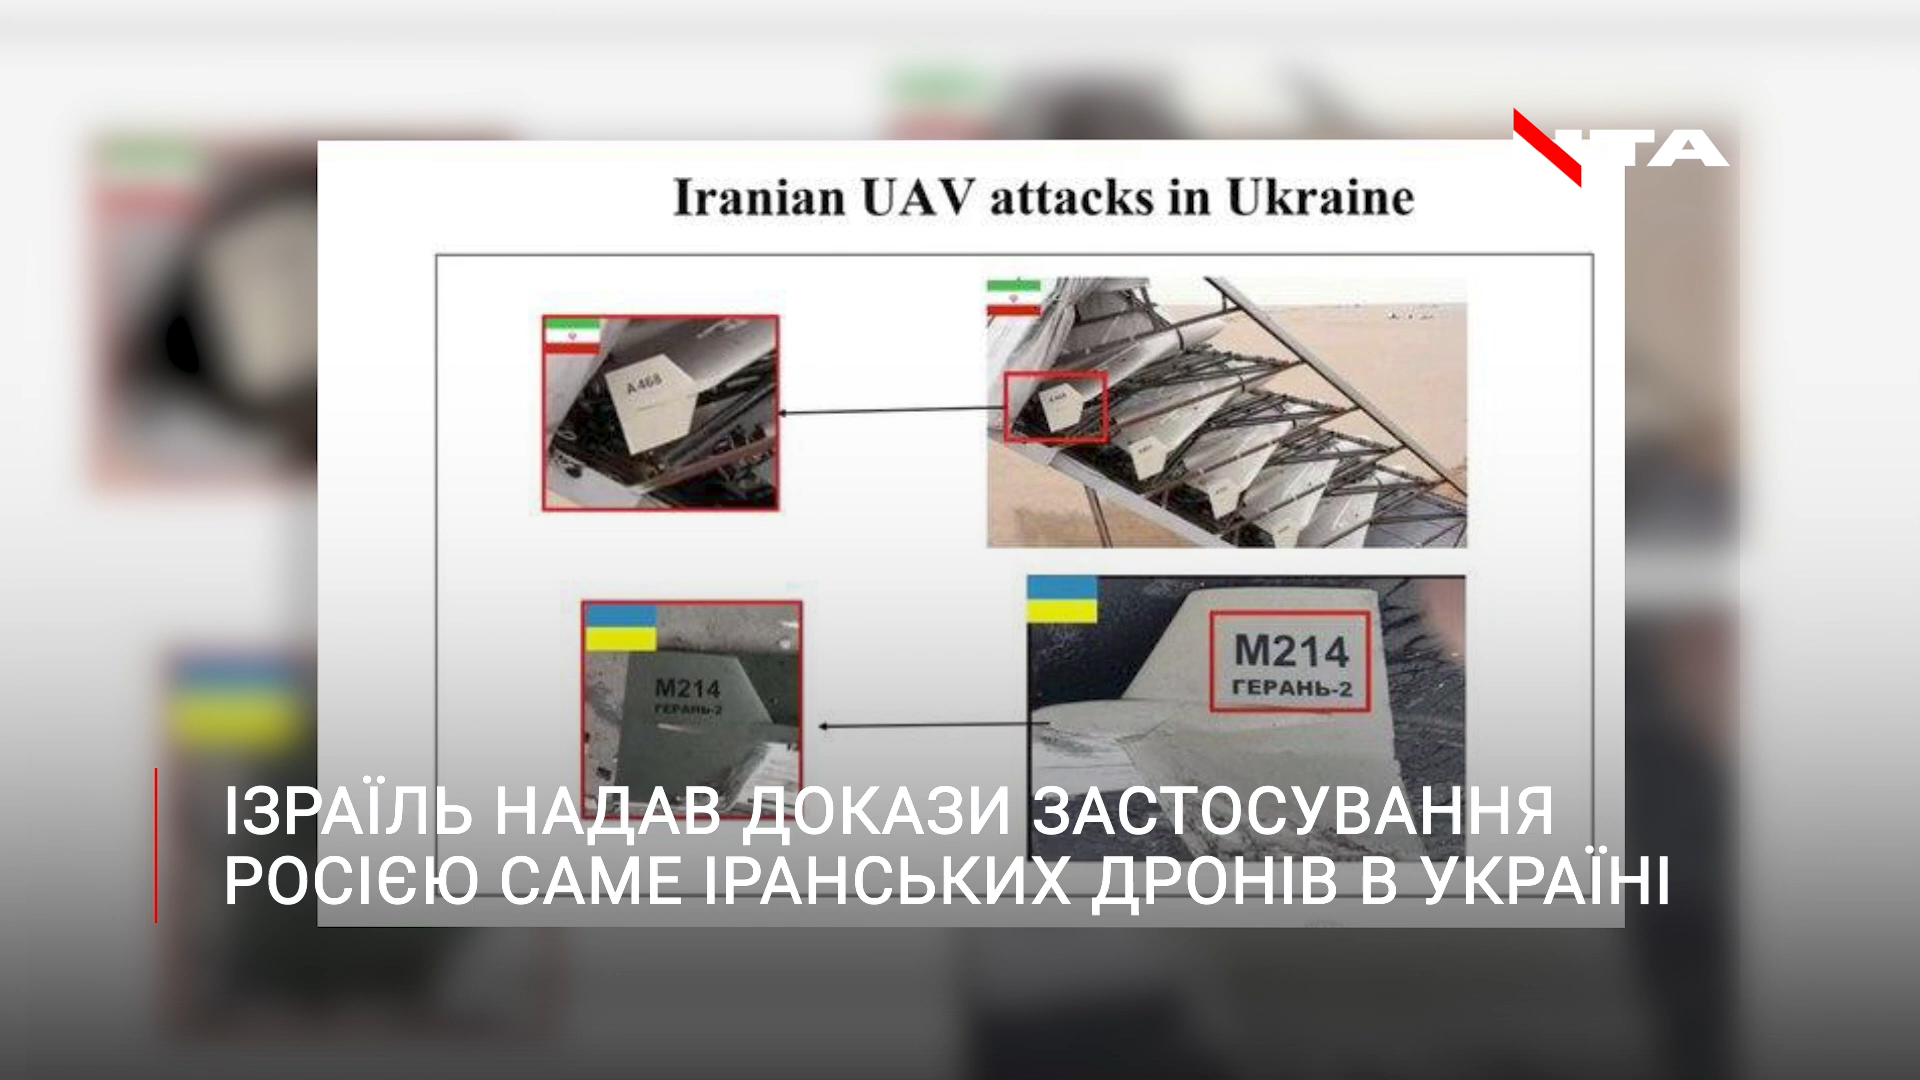 НТА
Iranian UAV attacks in Ukraine
A468
M214
ГЕРАНЬ-2
M214
ГЕРАНЬ-2
ІЗРАЇЛЬ НАДАВ ДОКАЗИ ЗАСТОСУВАННЯ
РОСІЄЮ САМЕ ІРАНСЬКИХ ДРОНІВ В УКРАЇНІ